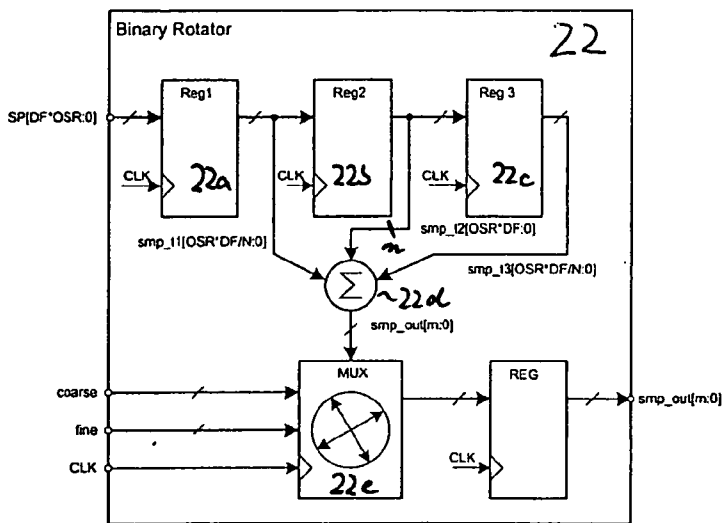 Binary Rotator
22
Reg1
Reg2
Reg 3
SP[DF*OSR:0]
CLK
22a
CLK
22b
CLK
22c
smp_t1[OSR*DF/N:0]
n
smp_t2[OSR*DF:0]
smp_t3[OSR*DF/N:0]
Σ
~22d
smp_out[m:0]
MUX
REG
coarse
fine
CLK
22e
CLK
smp_out[m:0]